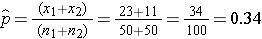 p̂ = (x₁+x₂)/(n₁+n₂) = 23+11/50+50 = 34/100 = 0.34